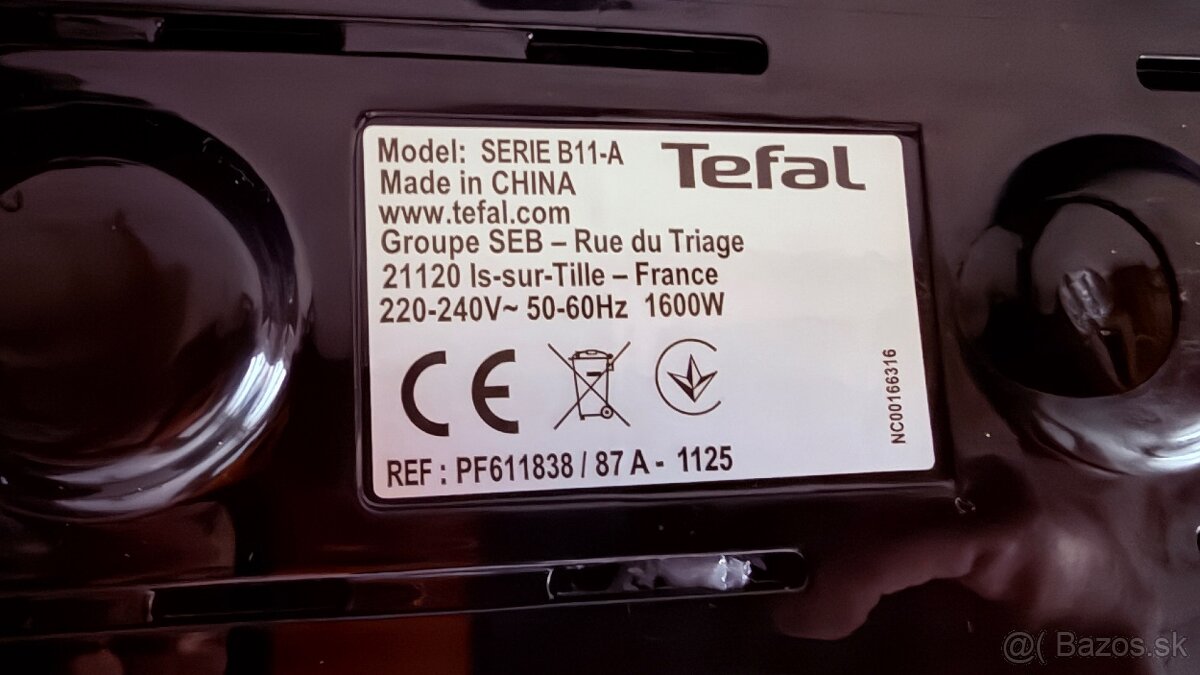 Model: SERIE B11-A
Tefal
Made in CHINA
www.tefal.com
Groupe SEB – Rue du Triage
21120 Is-sur-Tille – France
220-240V~ 50-60Hz 1600W
CE
NC00166316
REF : PF611838 / 87 A - 1125
@( Bazos.sk